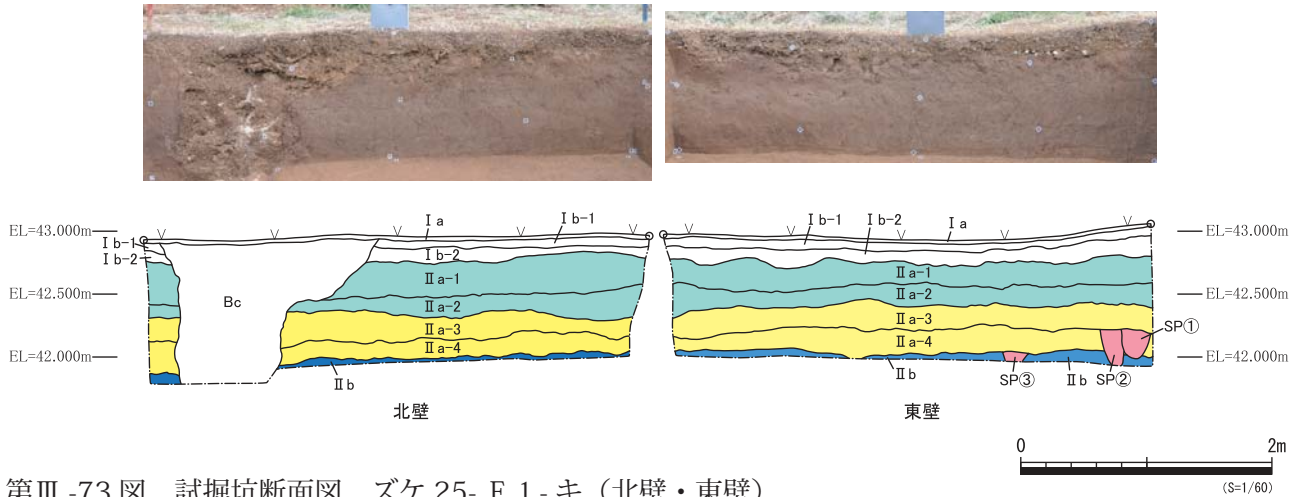 EL=43.000m
EL=42.500m
EL=42.000m
Ⅰb-1
Ⅰb-2
Bc
Ⅰa
Ⅰb-1
Ⅰb-2
Ⅱa-1
Ⅱa-2
Ⅱa-3
Ⅱa-4
Ⅱb
北壁
Ⅰb-1
Ⅰb-2
Ⅰa
Ⅱa-1
Ⅱa-2
Ⅱa-3
Ⅱa-4
Ⅱb
SP③
Ⅱb
SP②
SP①
東壁
EL=43.000m
EL=42.500m
EL=42.000m
0 2m
(S=1/60)
第Ⅲ-73図 試掘坑断面図 ズケ25-F1-キ(北壁・東壁)